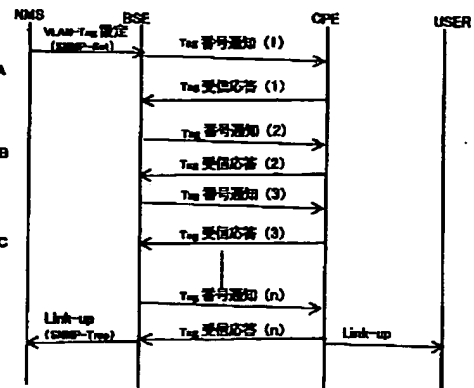 NMS BSE CPE USER
VLAN-Tag 設定
(SNMP-Set)
Tag 番号通知 (1)
A
Tag 受信応答 (1)
Tag 番号通知 (2)
B
Tag 受信応答 (2)
Tag 番号通知 (3)
C
Tag 受信応答 (3)
Tag 番号通知 (n)
Link-up
(SNMP-Trap)
Tag 受信応答 (n)
Link-up